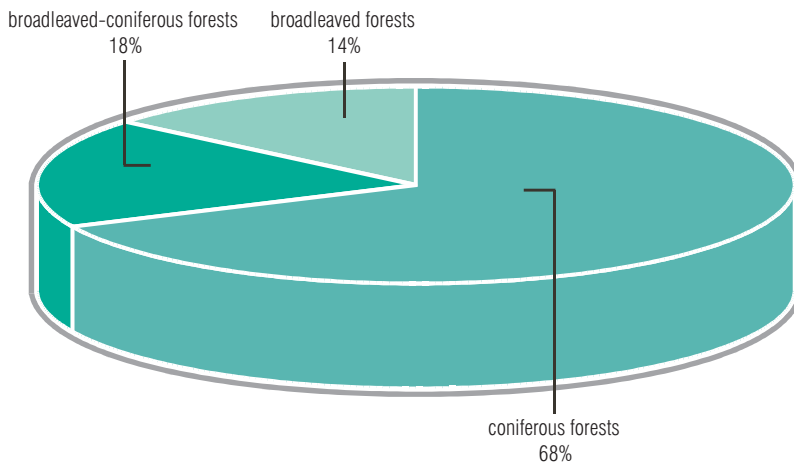 broadleaved-coniferous forests
18%
broadleaved forests
14%
coniferous forests
68%